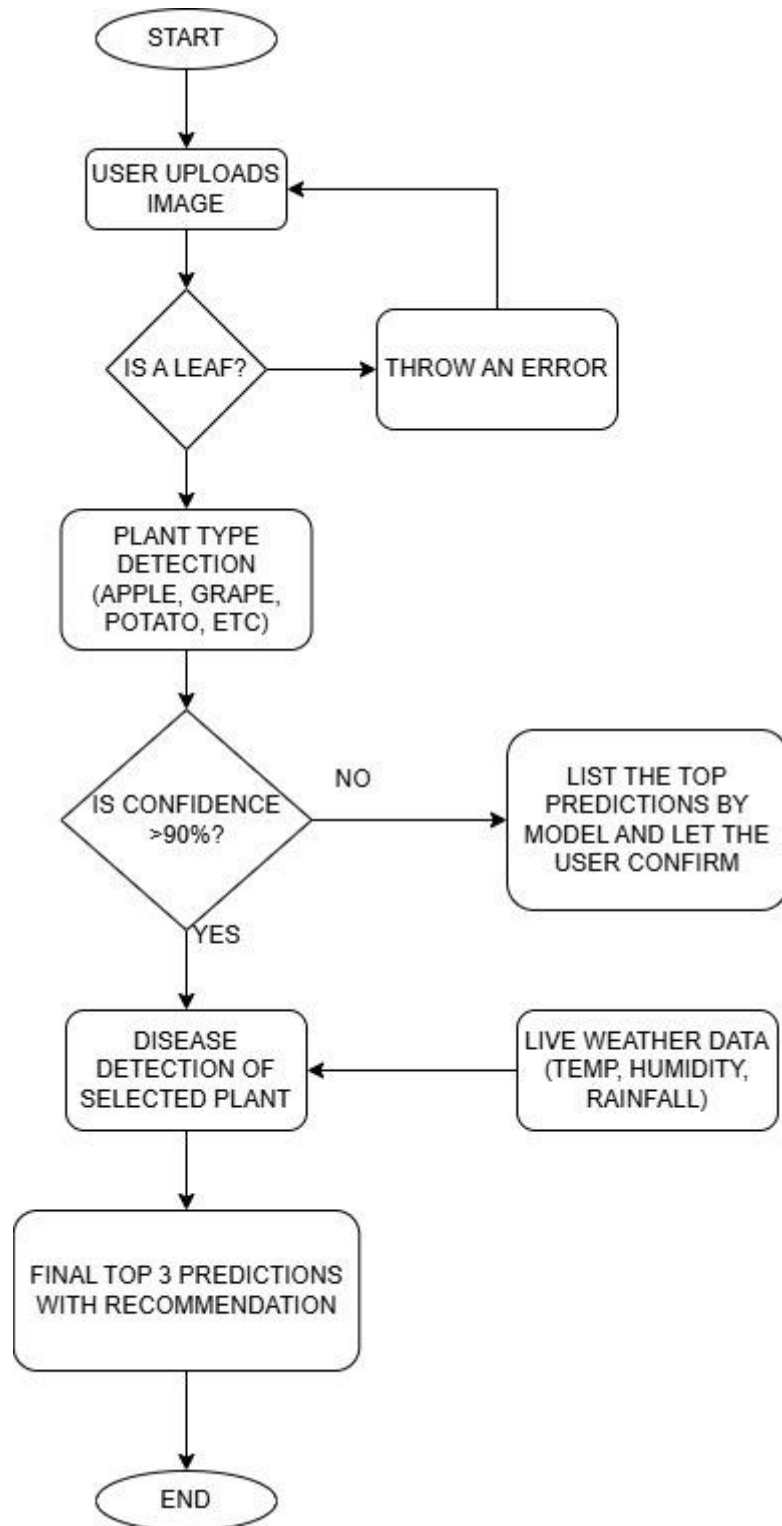 START
USER UPLOADS
IMAGE
IS A LEAF?
THROW AN ERROR
PLANT TYPE
DETECTION
(APPLE, GRAPE,
POTATO, ETC)
IS CONFIDENCE
>90%?
NO
LIST THE TOP
PREDICTIONS BY
MODEL AND LET THE
USER CONFIRM
YES
DISEASE
DETECTION OF
SELECTED PLANT
LIVE WEATHER DATA
(TEMP, HUMIDITY,
RAINFALL)
FINAL TOP 3 PREDICTIONS
WITH RECOMMENDATION
END